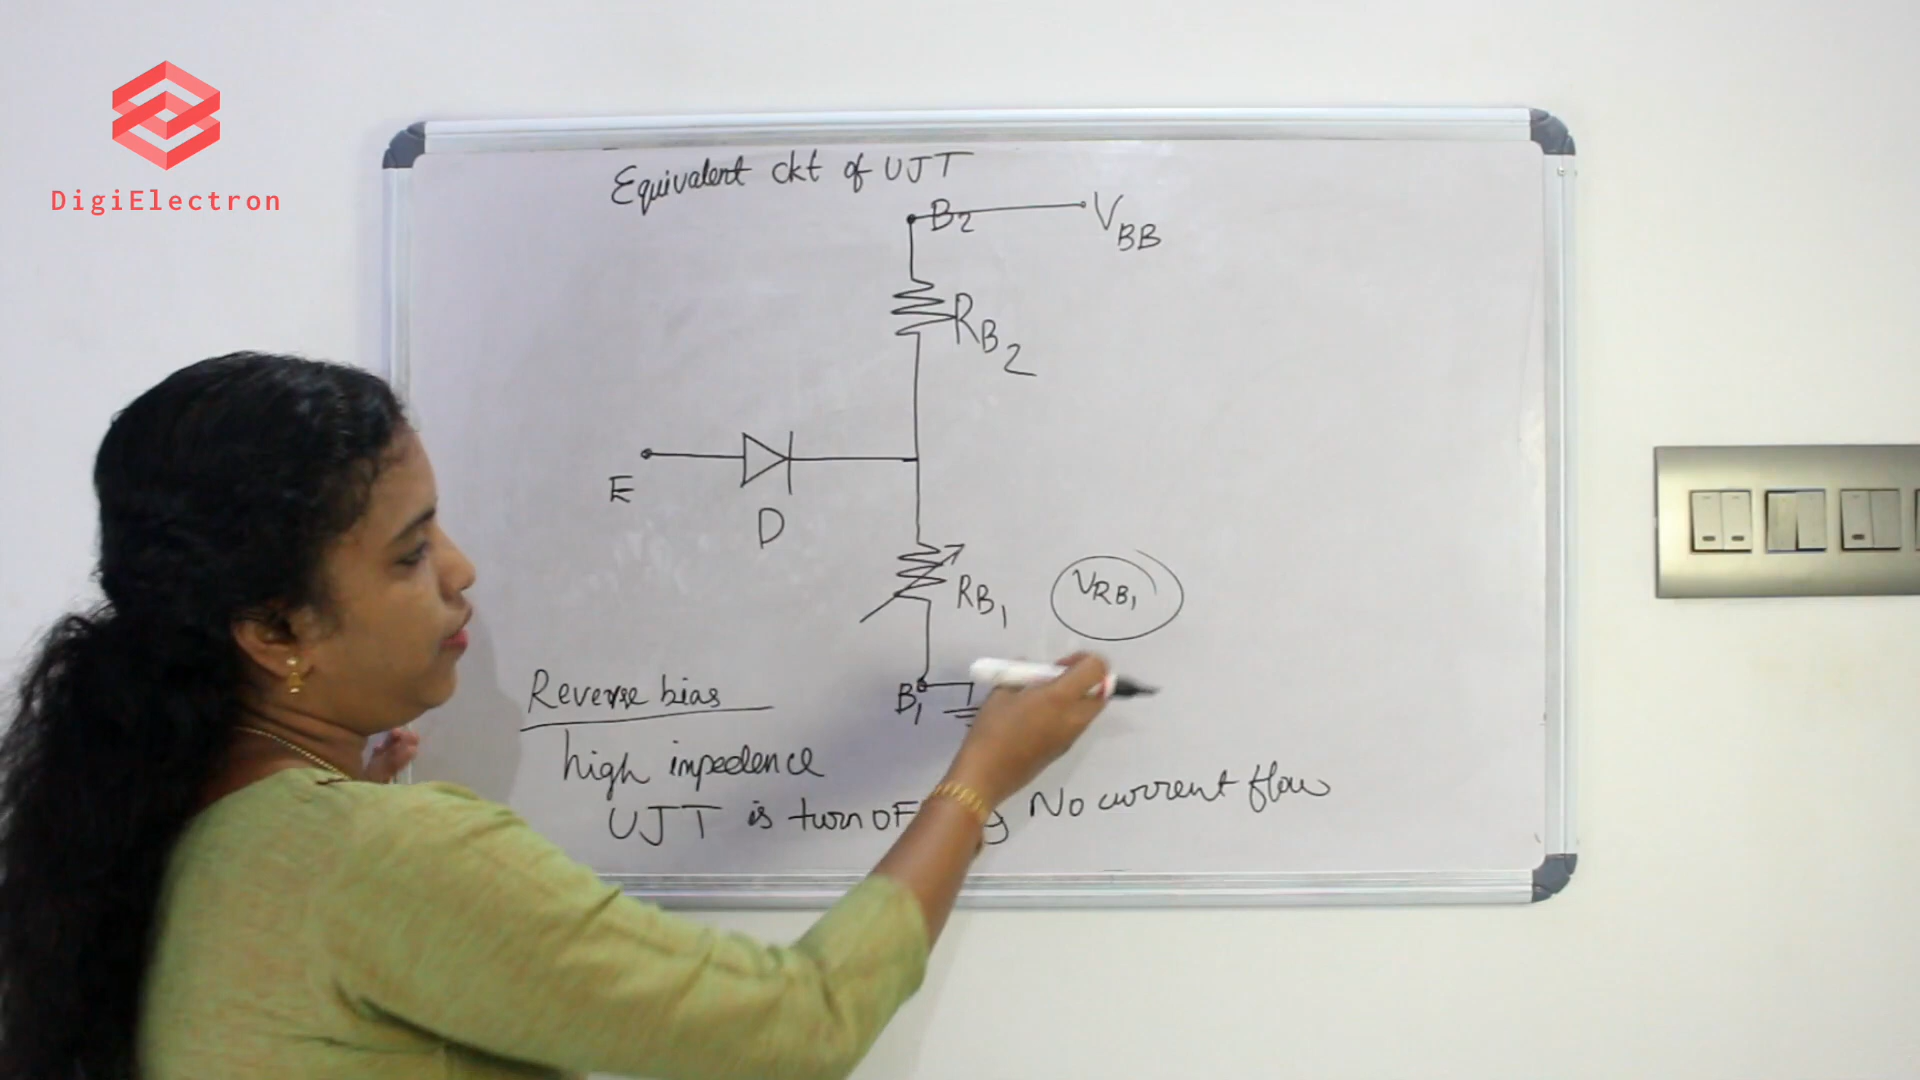 DigiElectron
Equivalent ckt of UJT
B2
VBB
RB2
E
D
RB1
VRB1
B1
Reverse bias
high impedence
UJT is turn No current flow